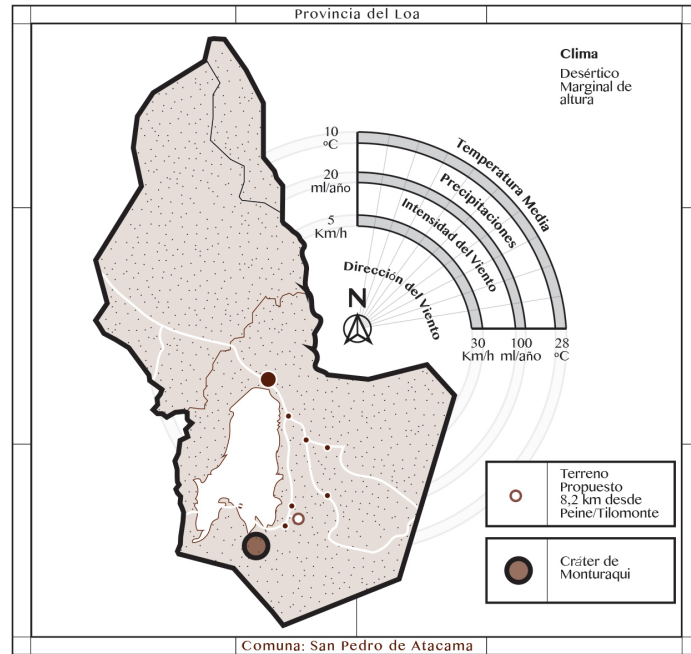 Provincia del Loa
Clima
Desértico
Marginal de
altura
10
ºC
20
ml/año
5
Km/h
Temperatura Media
Precipitaciones
Intensidad del Viento
Dirección del Viento
N
30
Km/h
100
ml/año
28
ºC
Terreno
Propuesto
8,2 km desde
Peine/Tilomonte
Cráter de
Monturaqui
Comuna: San Pedro de Atacama